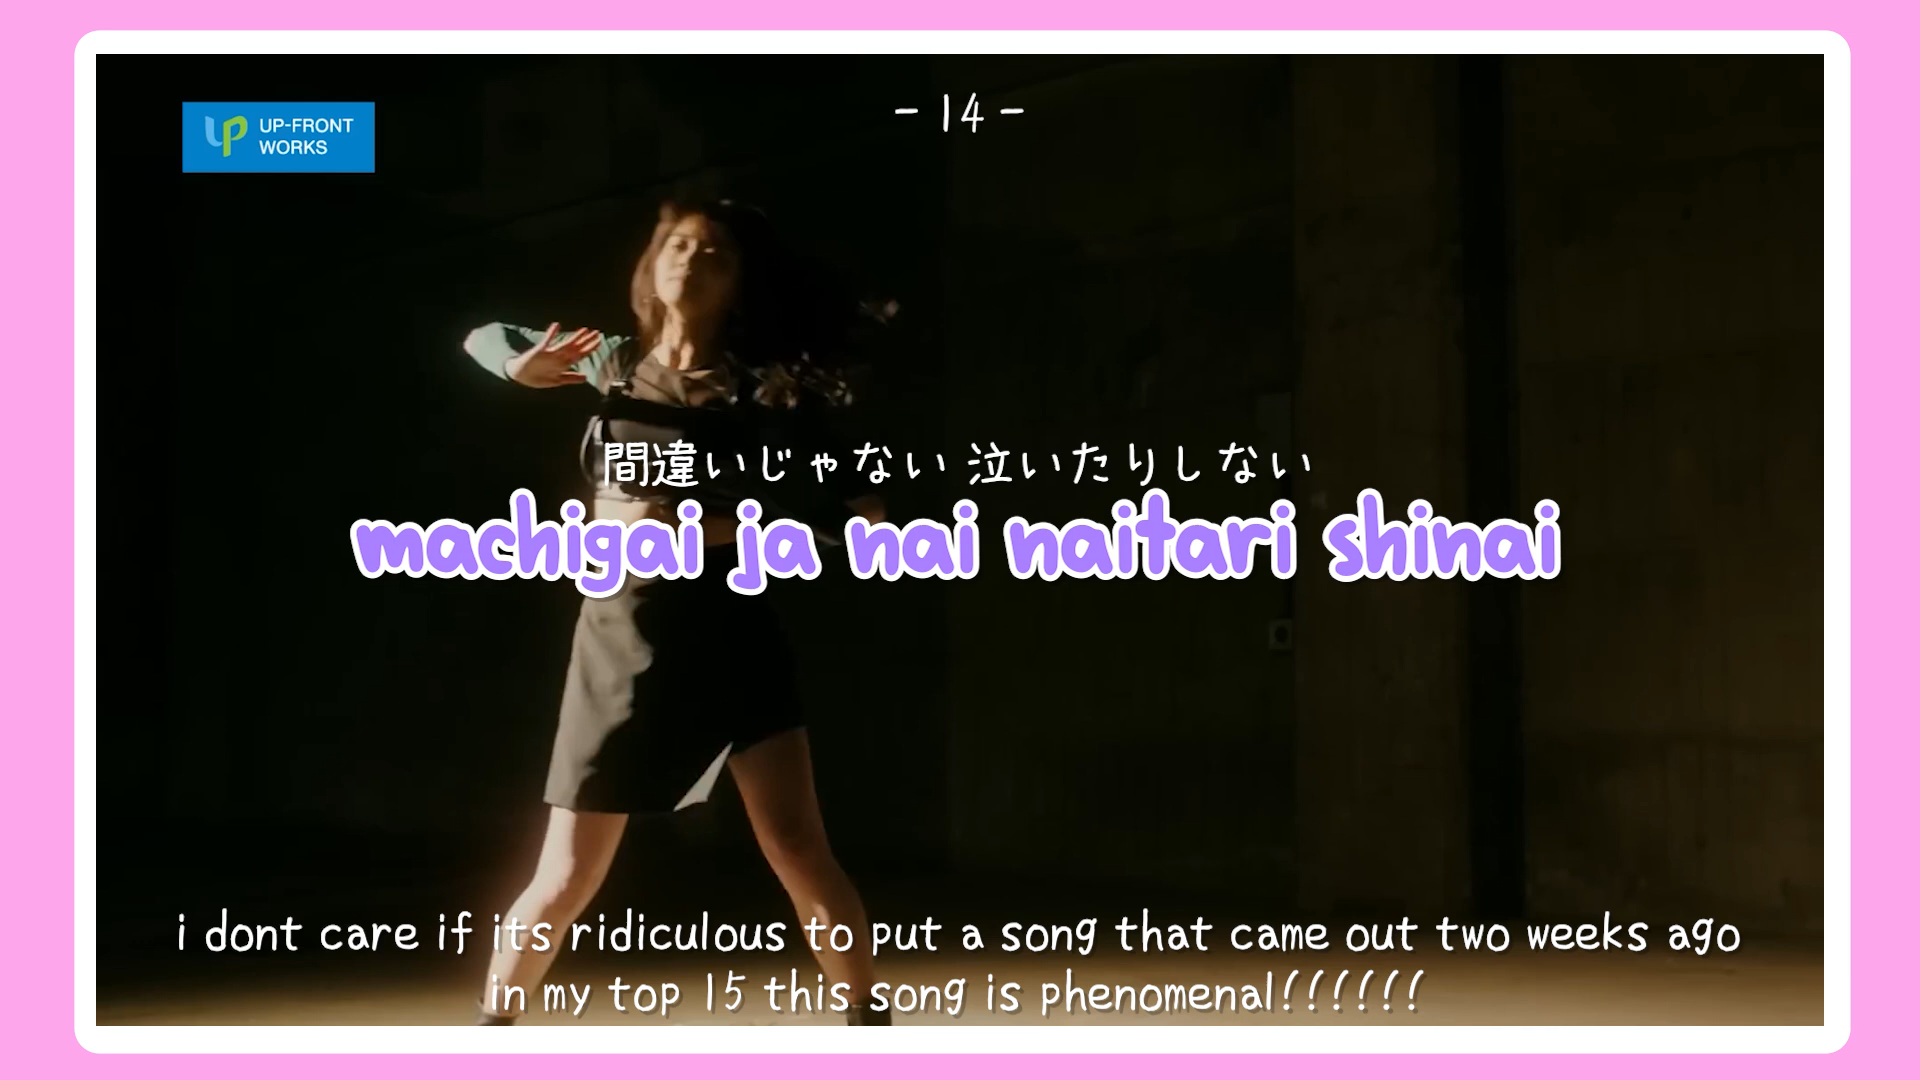 UP-FRONT
WORKS
- 14 -
間違いじゃない 泣いたりしない
machigai ja nai naitari shinai
i dont care if its ridiculous to put a song that came out two weeks ago
in my top 15 this song is phenomenal!!!!!!